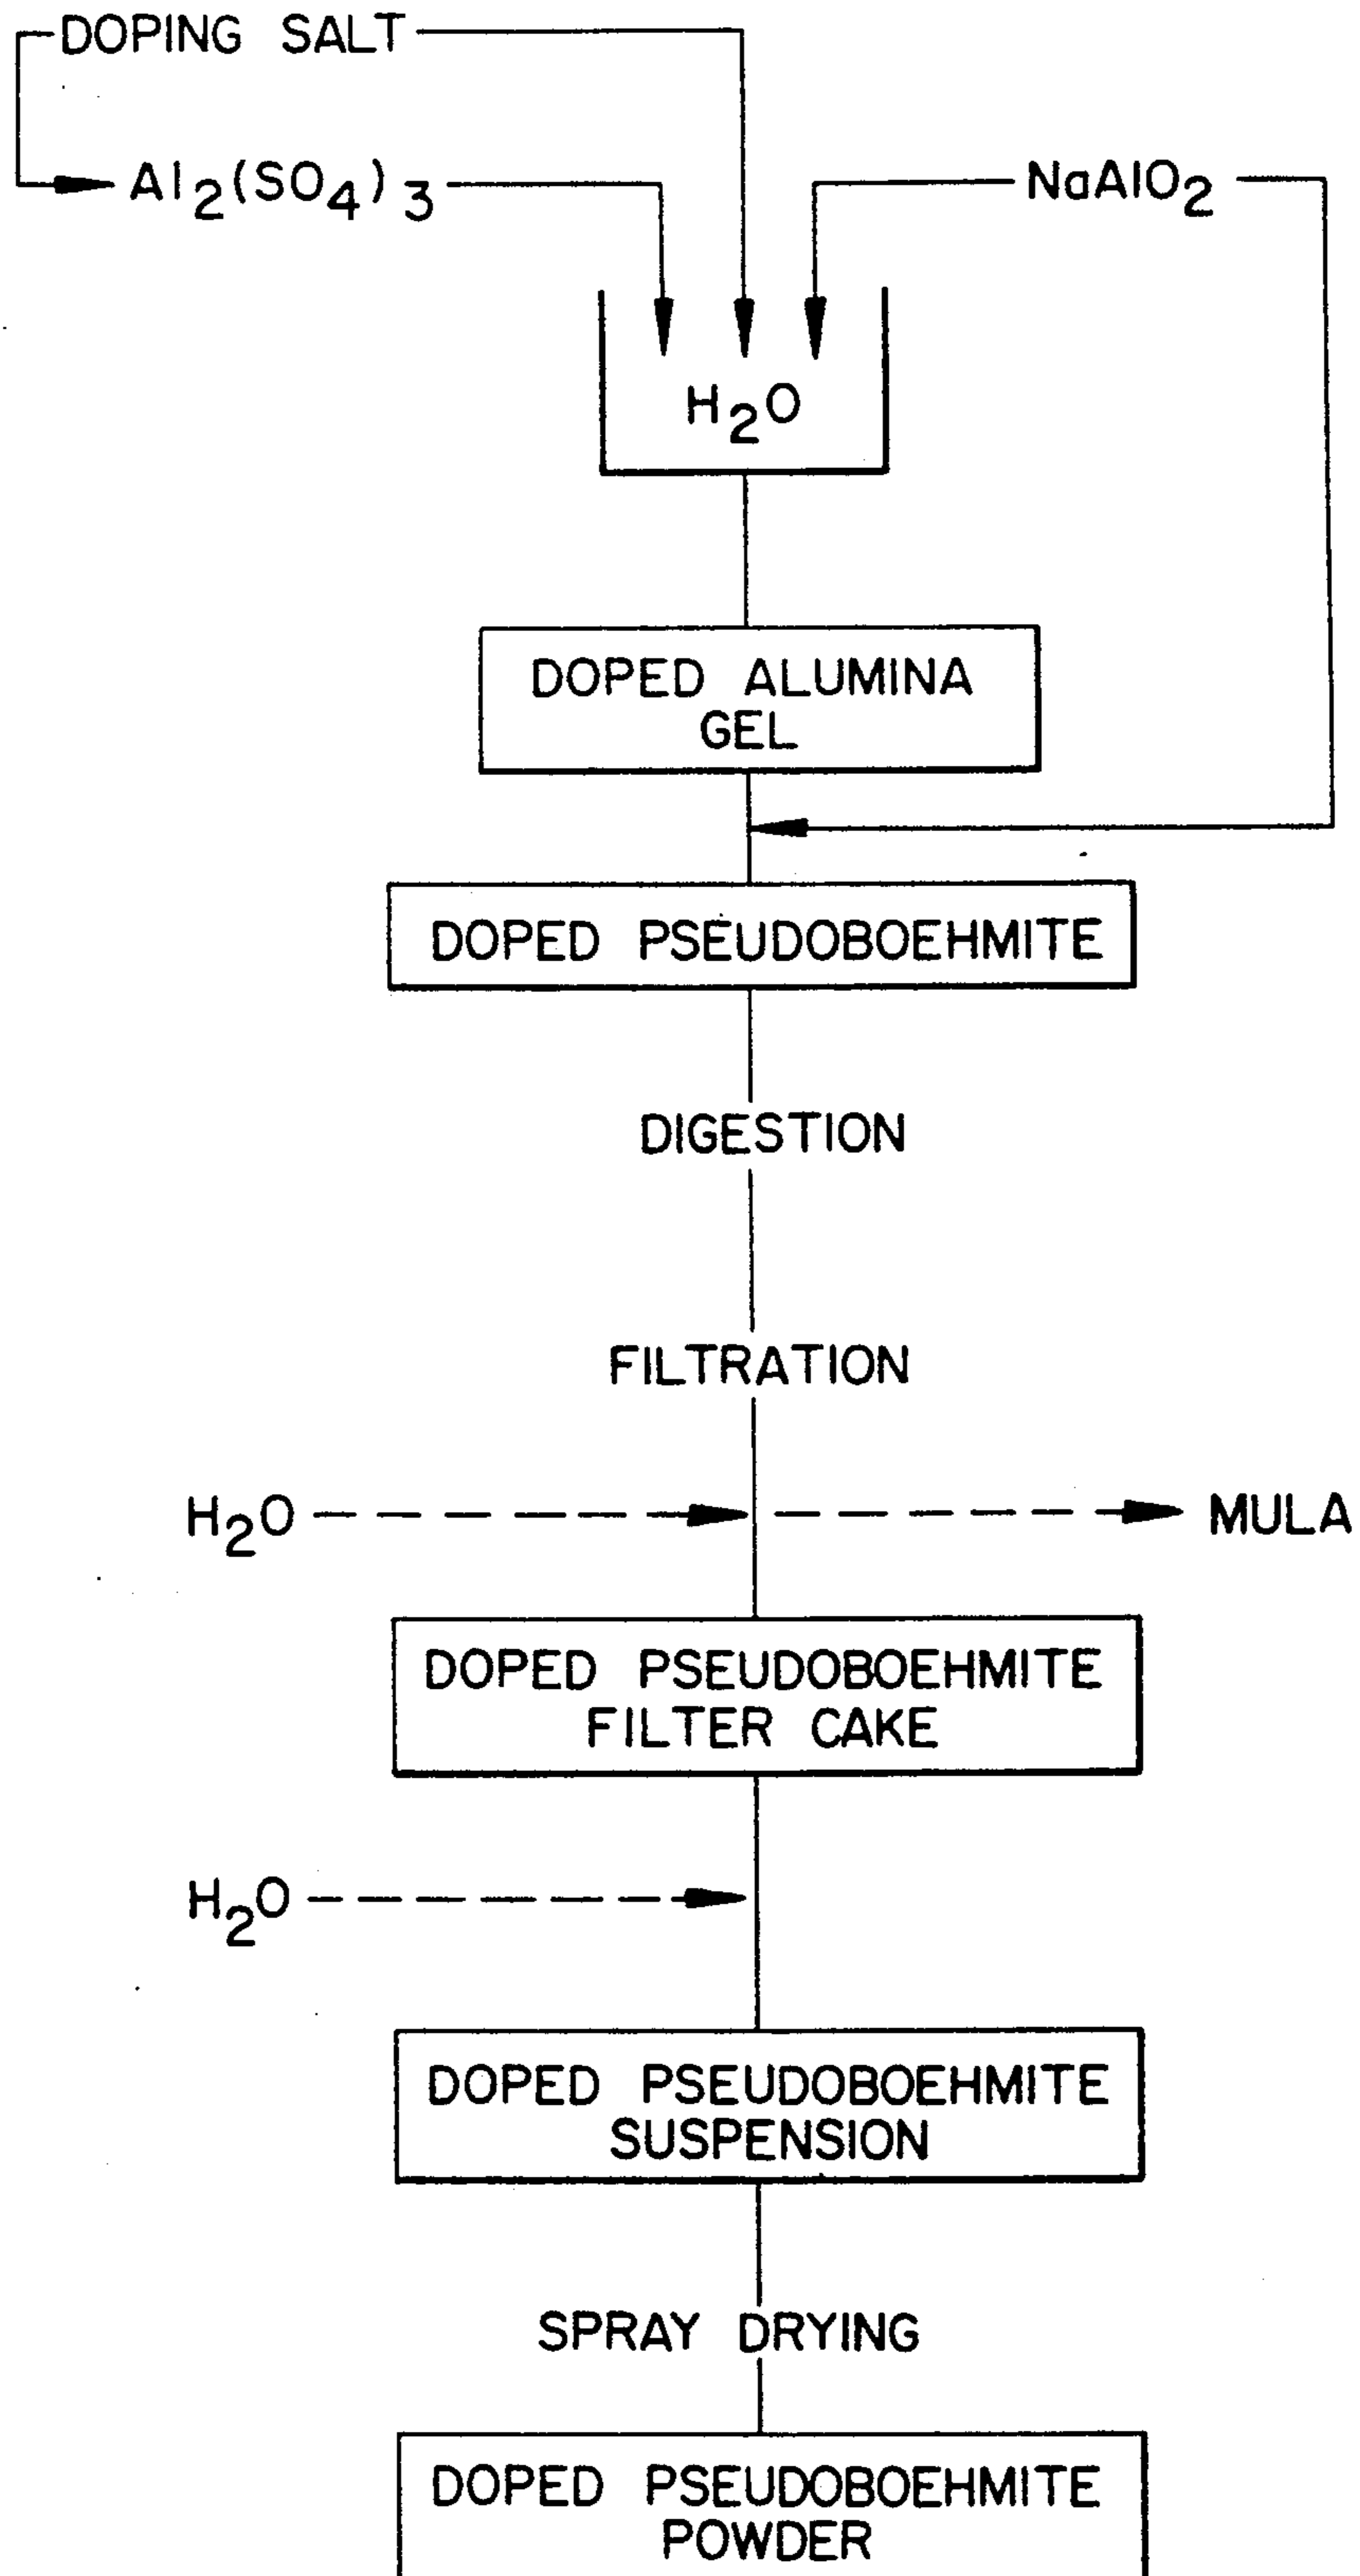 DOPING SALT
Al2(SO4)3
NaAlO2
H2O
DOPED ALUMINA
GEL
DOPED PSEUDOBOEHMITE
DIGESTION
FILTRATION
H2O
MULA
DOPED PSEUDOBOEHMITE
FILTER CAKE
H2O
DOPED PSEUDOBOEHMITE
SUSPENSION
SPRAY DRYING
DOPED PSEUDOBOEHMITE
POWDER